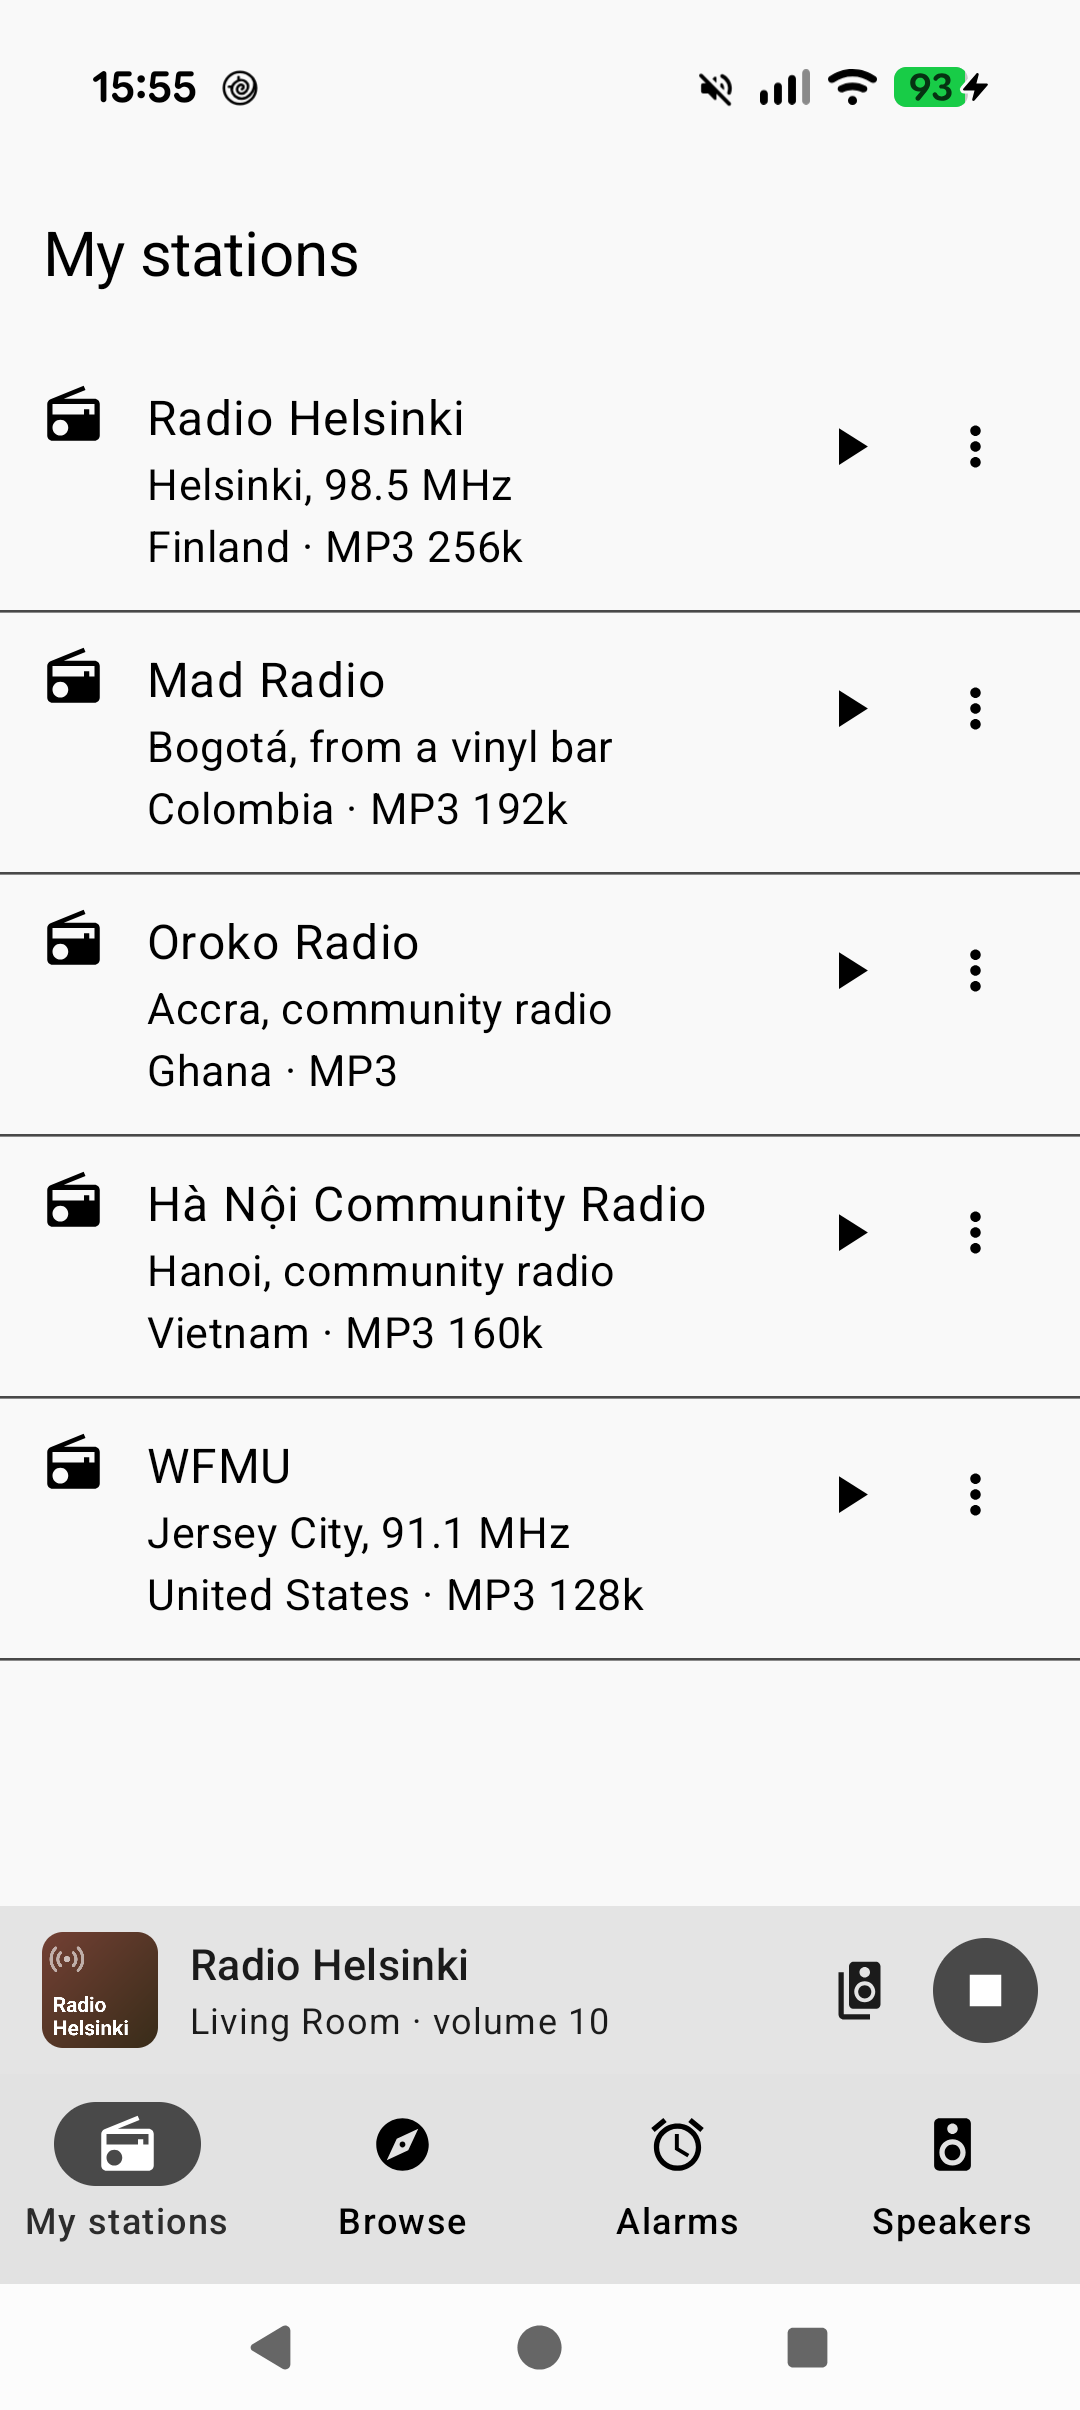 15:55
93
My stations
Radio Helsinki
Helsinki, 98.5 MHz
Finland · MP3 256k
Mad Radio
Bogotá, from a vinyl bar
Colombia · MP3 192k
Oroko Radio
Accra, community radio
Ghana · MP3
Hà Nội Community Radio
Hanoi, community radio
Vietnam · MP3 160k
WFMU
Jersey City, 91.1 MHz
United States · MP3 128k
Radio
Helsinki
Radio Helsinki
Living Room · volume 10
My stations
Browse
Alarms
Speakers